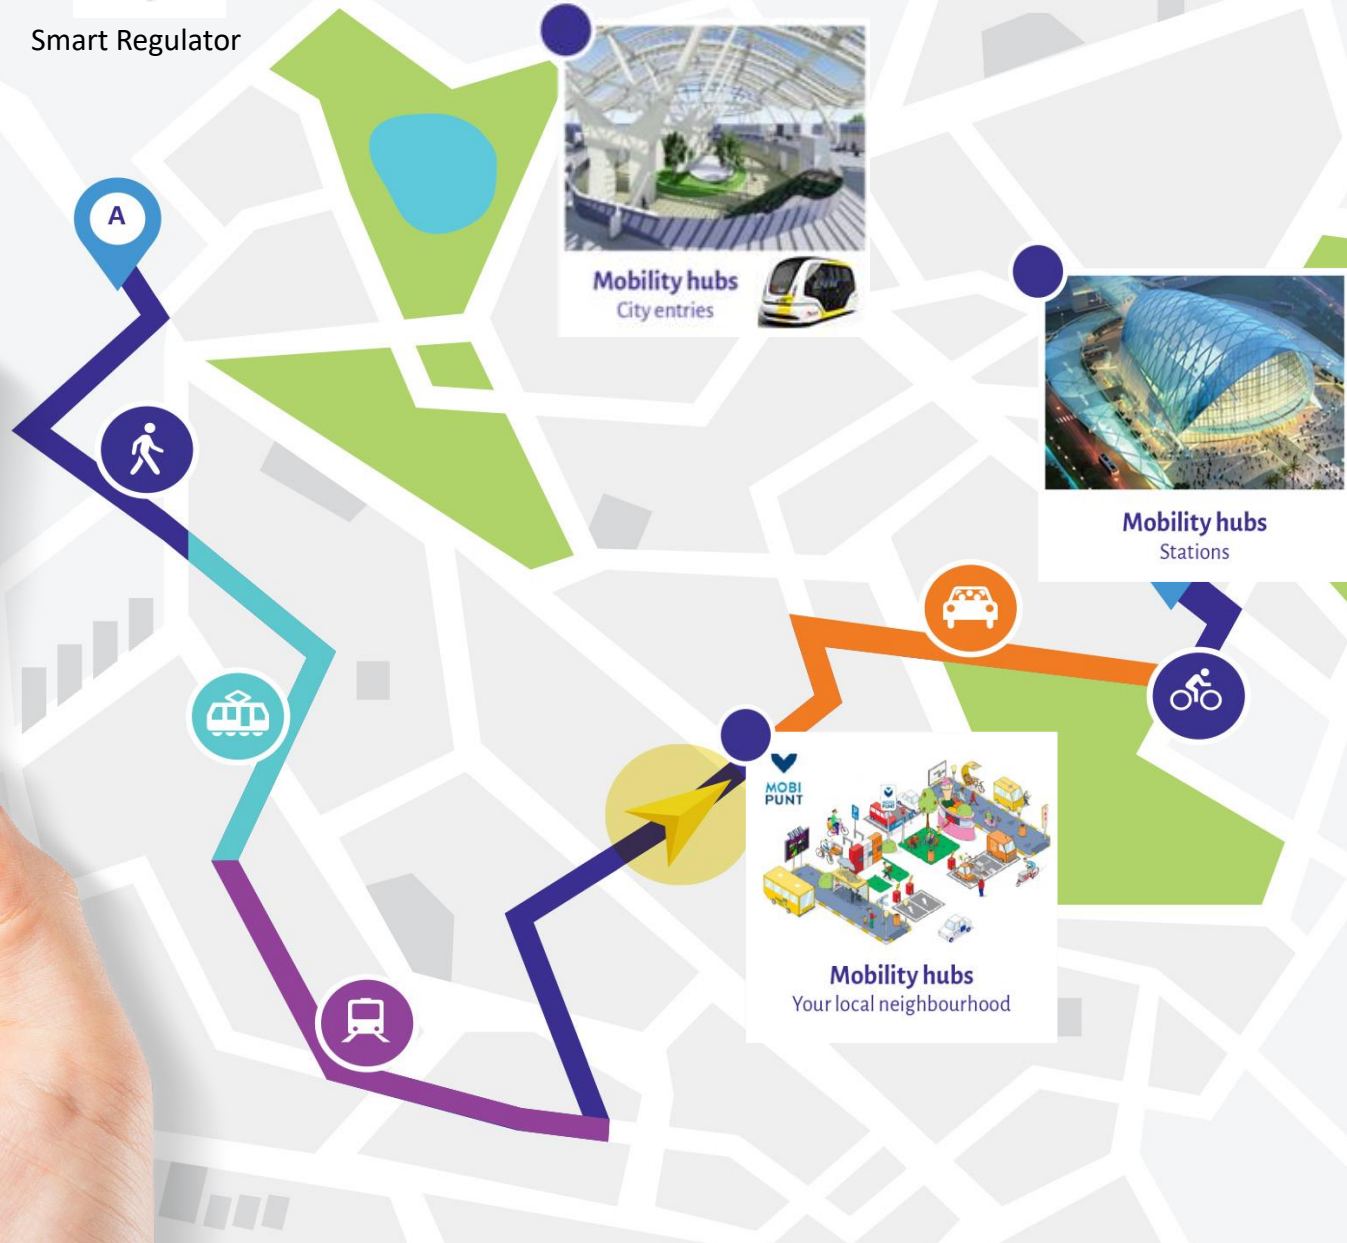 Smart Regulator
A
Mobility hubs
City entries
Mobility hubs
Stations
MOBI
PUNT
Mobility hubs
Your local neighbourhood